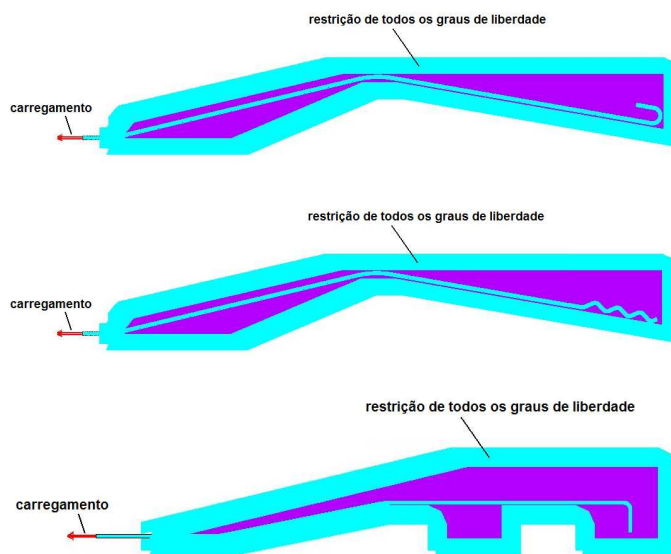 restrição de todos os graus de liberdade
carregamento
restrição de todos os graus de liberdade
carregamento
restrição de todos os graus de liberdade
carregamento